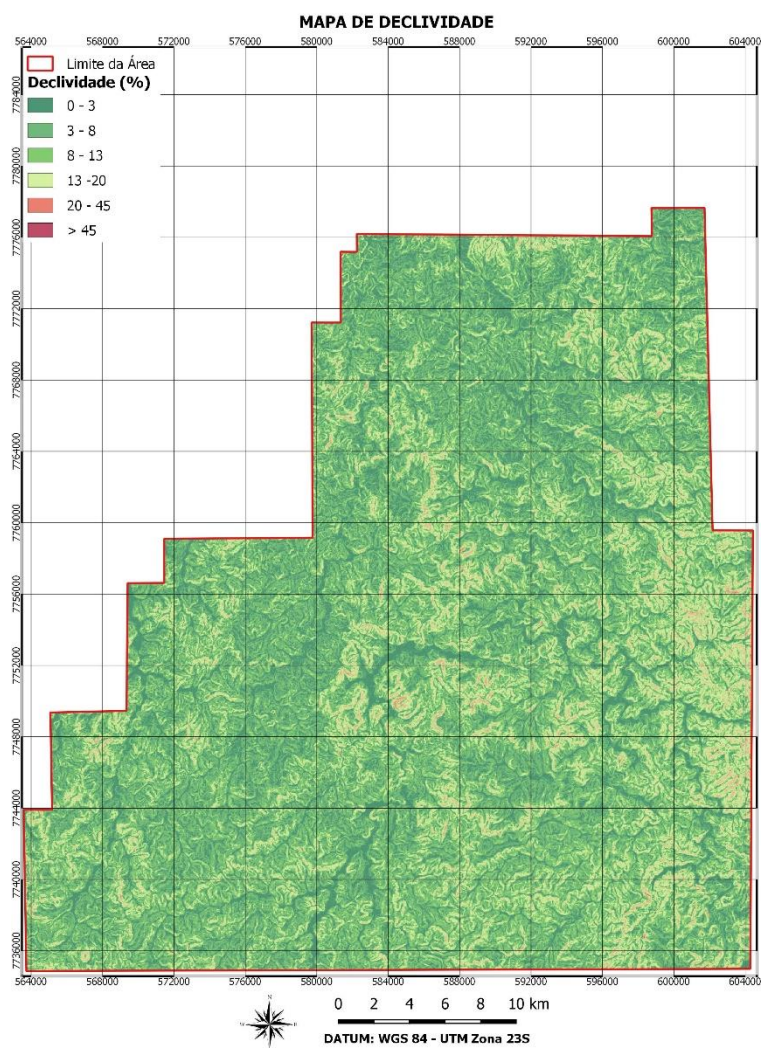 MAPA DE DECLIVIDADE
564000 568000 572000 576000 580000 584000 588000 592000 596000 600000 604000
Limite da Área
Declividade (%)
0 - 3
3 - 8
8 - 13
13 -20
20 - 45
> 45
7784000
7780000
7776000
7772000
7768000
7764000
7760000
7756000
7752000
7748000
7744000
7740000
7736000
564000 568000 572000 576000 580000 584000 588000 592000 596000 600000 604000
0 2 4 6 8 10 km
DATUM: WGS 84 - UTM Zona 23S